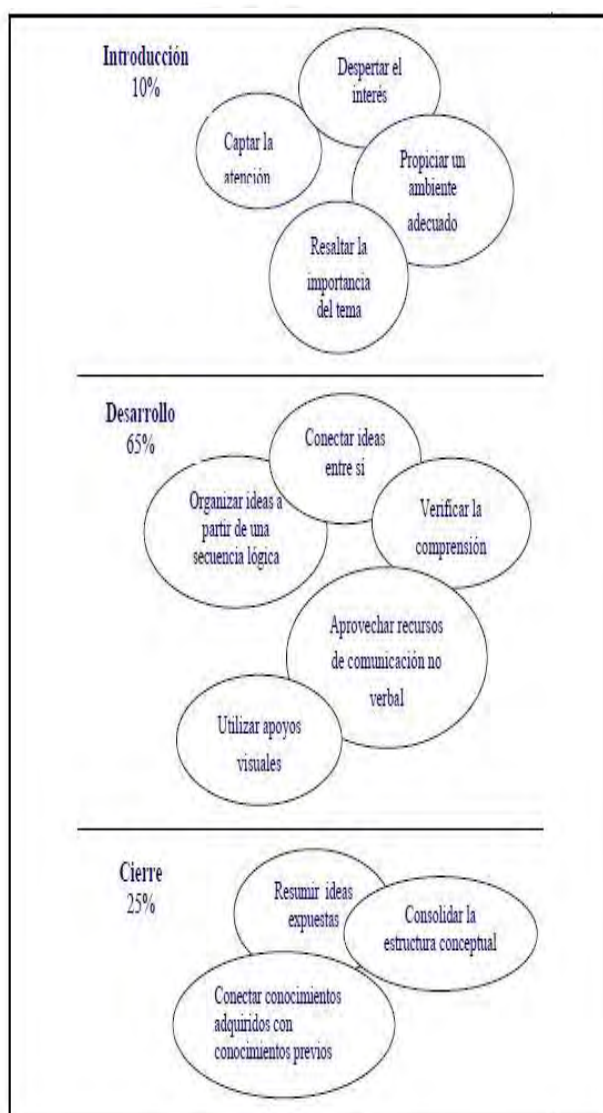 Introducción
10%
Despertar el
interés
Captar la
atención
Propiciar un
ambiente
adecuado
Resaltar la
importancia
del tema
Desarrollo
65%
Conectar ideas
entre si
Organizar ideas a
partir de una
secuencia lógica
Verificar la
comprensión
Aprovechar recursos
de comunicación no
verbal
Utilizar apoyos
visuales
Cierre
25%
Resumir ideas
expuestas
Consolidar la
estructura conceptual
Conectar conocimientos
adquiridos con
conocimientos previos